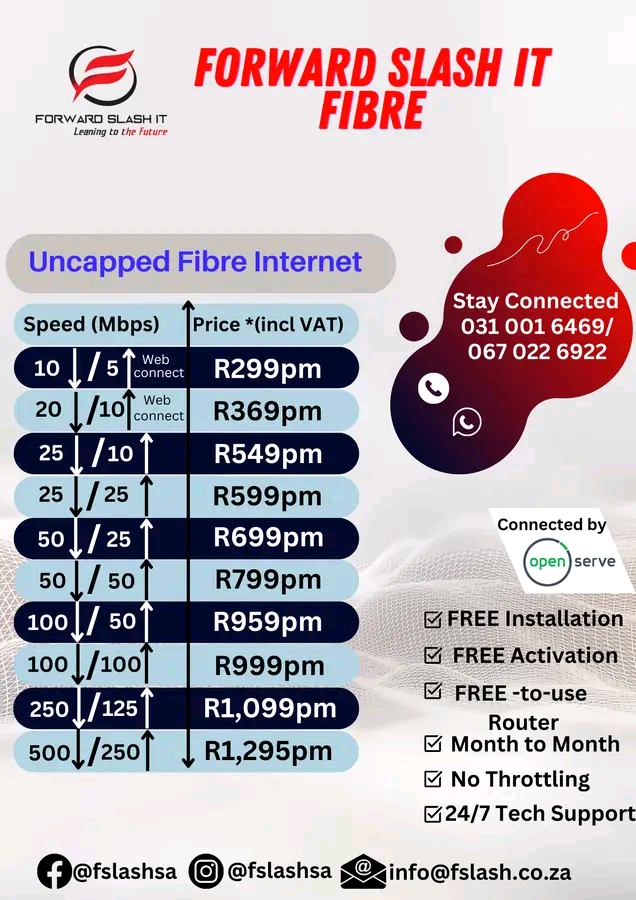 FORWARD SLASH IT
FIBRE
FORWARD SLASH IT
Leaning to the Future
Uncapped Fibre Internet
Speed (Mbps) Price *(incl VAT)
10 / 5 Web connect R299pm
20 /10 Web connect R369pm
25 /10 R549pm
25 /25 R599pm
50 / 25 R699pm
50 / 50 R799pm
100 / 50 R959pm
100 /100 R999pm
250 /125 R1,099pm
500 /250 R1,295pm
Stay Connected
031 001 6469/
067 022 6922
Connected by
open serve
FREE Installation
FREE Activation
FREE -to-use
Router
Month to Month
No Throttling
24/7 Tech Support
@fslashsa @fslashsa info@fslash.co.za